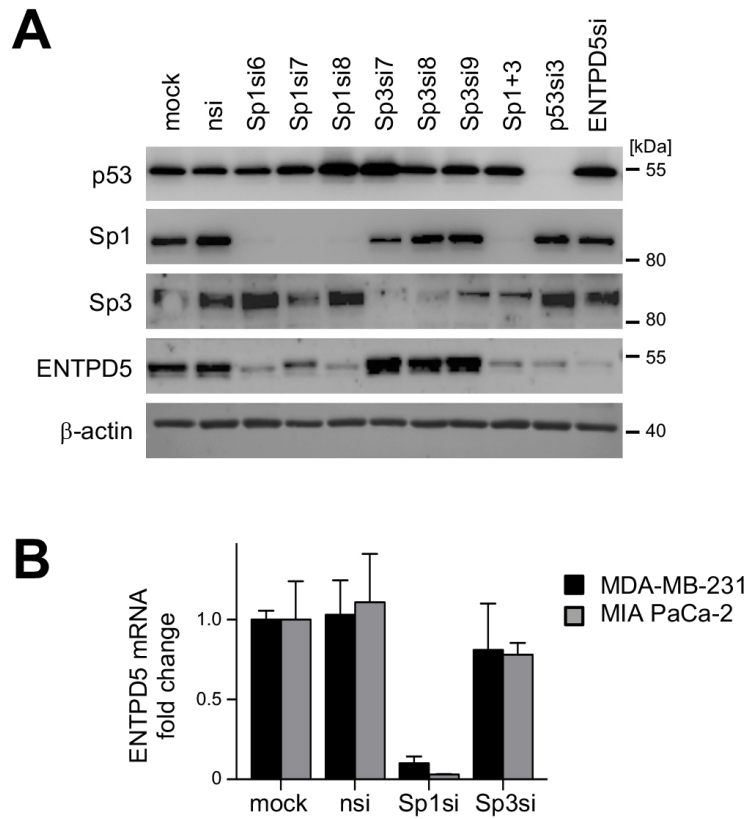 A
mock nsi Sp1si6 Sp1si7 Sp1si8 Sp3si7 Sp3si8 Sp3si9 Sp1+3 p53si3 ENTPD5si
[kDa]
p53 55
Sp1 80
Sp3 80
ENTPD5 55
β-actin 40
B
ENTPD5 mRNA
fold change
1.0
0.5
0
mock nsi Sp1si Sp3si
MDA-MB-231
MIA PaCa-2